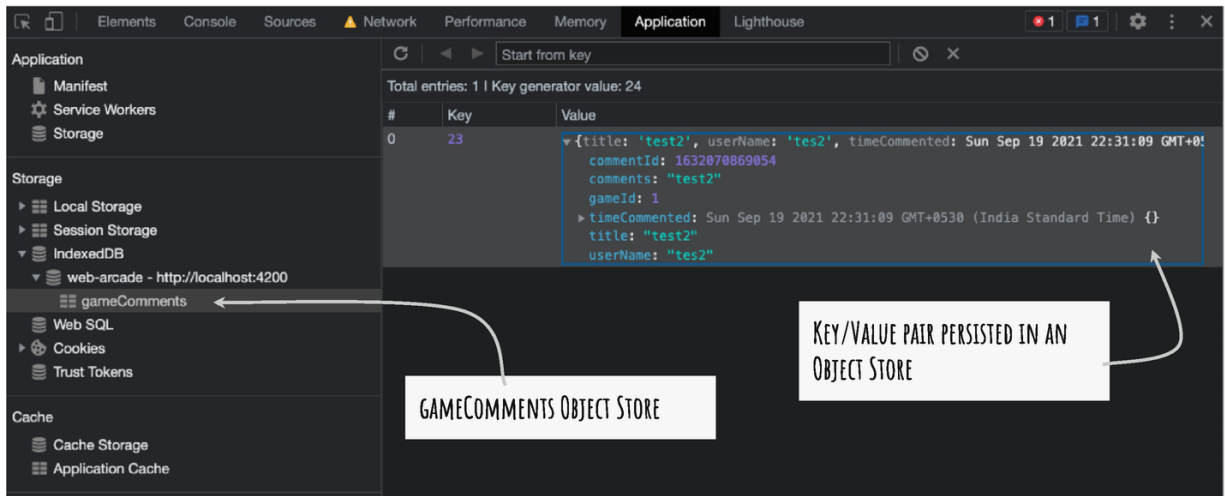 Elements Console Sources Network Performance Memory Application Lighthouse 1 1
Application
Manifest
Service Workers
Storage
Storage
Local Storage
Session Storage
IndexedDB
web-arcade - http://localhost:4200
gameComments
Web SQL
Cookies
Trust Tokens
Cache
Cache Storage
Application Cache
Start from key
Total entries: 1 | Key generator value: 24
# Key Value
0 23 {title: 'test2', userName: 'tes2', timeCommented: Sun Sep 19 2021 22:31:09 GMT+05
commentId: 1632070869054
comments: "test2"
gameId: 1
timeCommented: Sun Sep 19 2021 22:31:09 GMT+0530 (India Standard Time) {}
title: "test2"
userName: "tes2"
Key/Value pair persisted in an
Object Store
gameComments Object Store